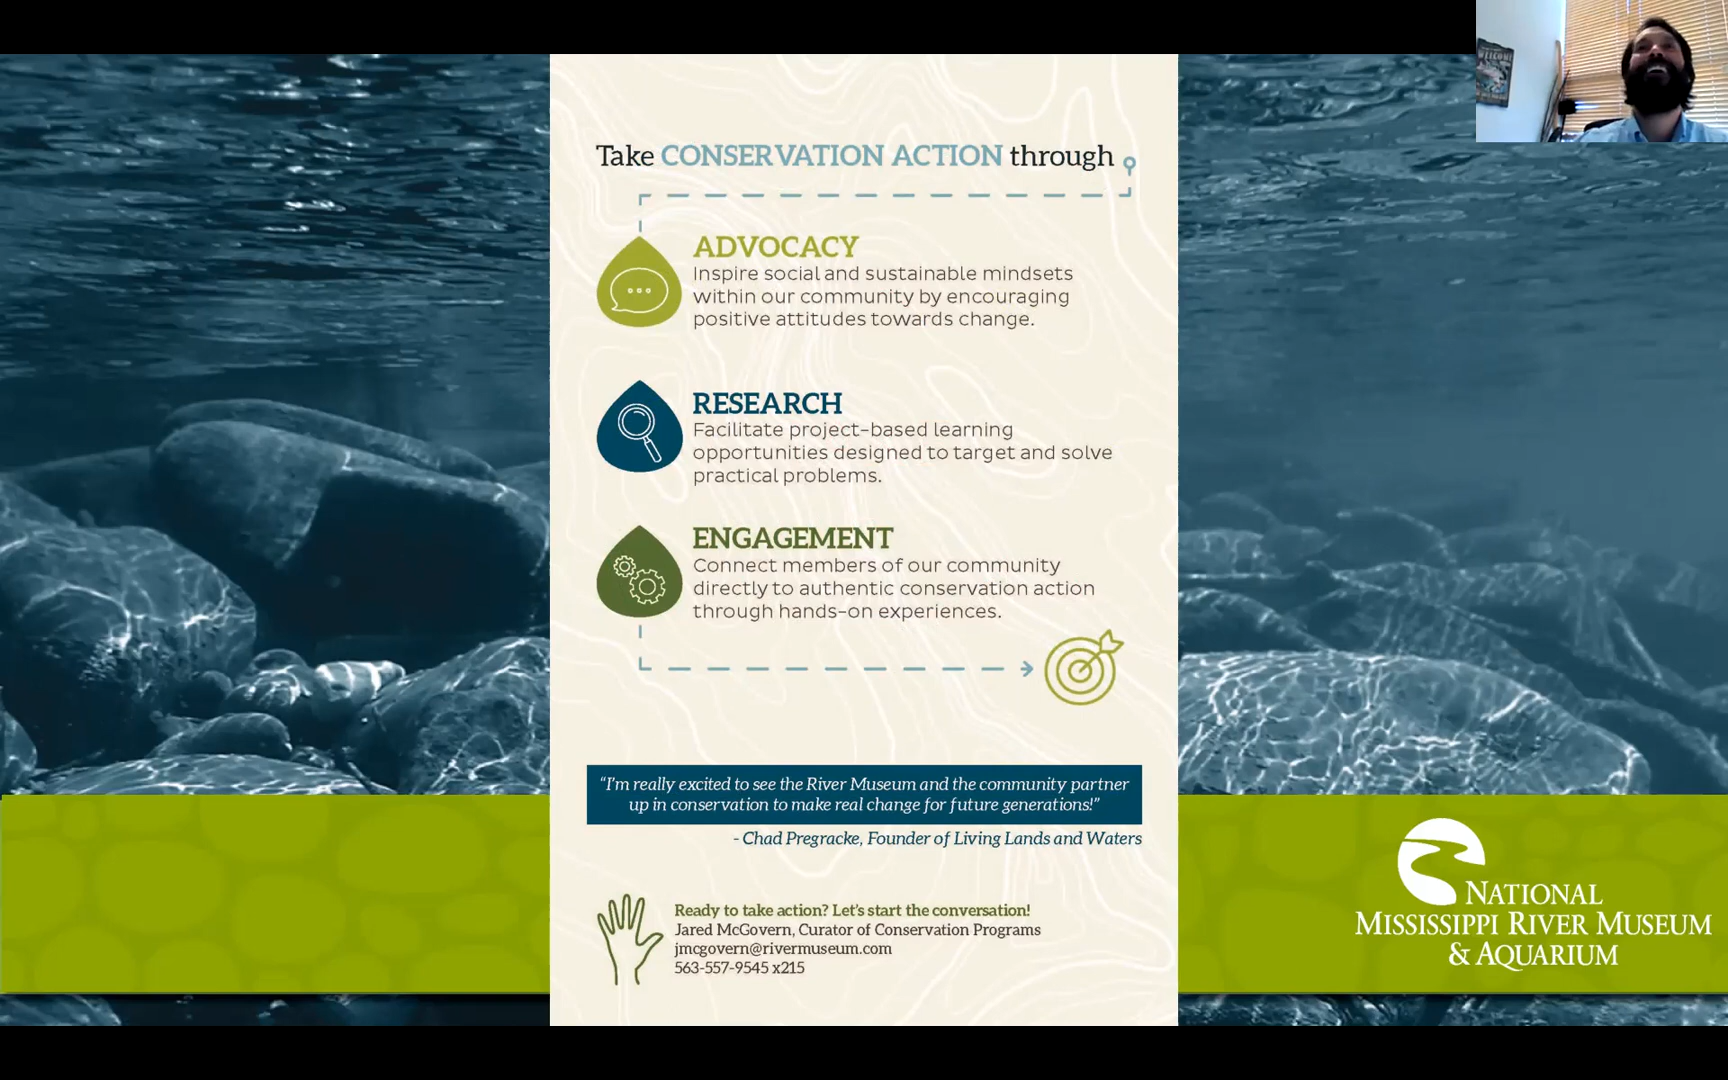 WELCOME
Take CONSERVATION ACTION through
ADVOCACY
Inspire social and sustainable mindsets
within our community by encouraging
positive attitudes towards change.
RESEARCH
Facilitate project-based learning
opportunities designed to target and solve
practical problems.
ENGAGEMENT
Connect members of our community
directly to authentic conservation action
through hands-on experiences.
“I'm really excited to see the River Museum and the community partner
up in conservation to make real change for future generations!”
- Chad Pregracke, Founder of Living Lands and Waters
Ready to take action? Let's start the conversation!
Jared McGovern, Curator of Conservation Programs
jmcgovern@rivermuseum.com
563-557-9545 x215
NATIONAL
MISSISSIPPI RIVER MUSEUM
& AQUARIUM